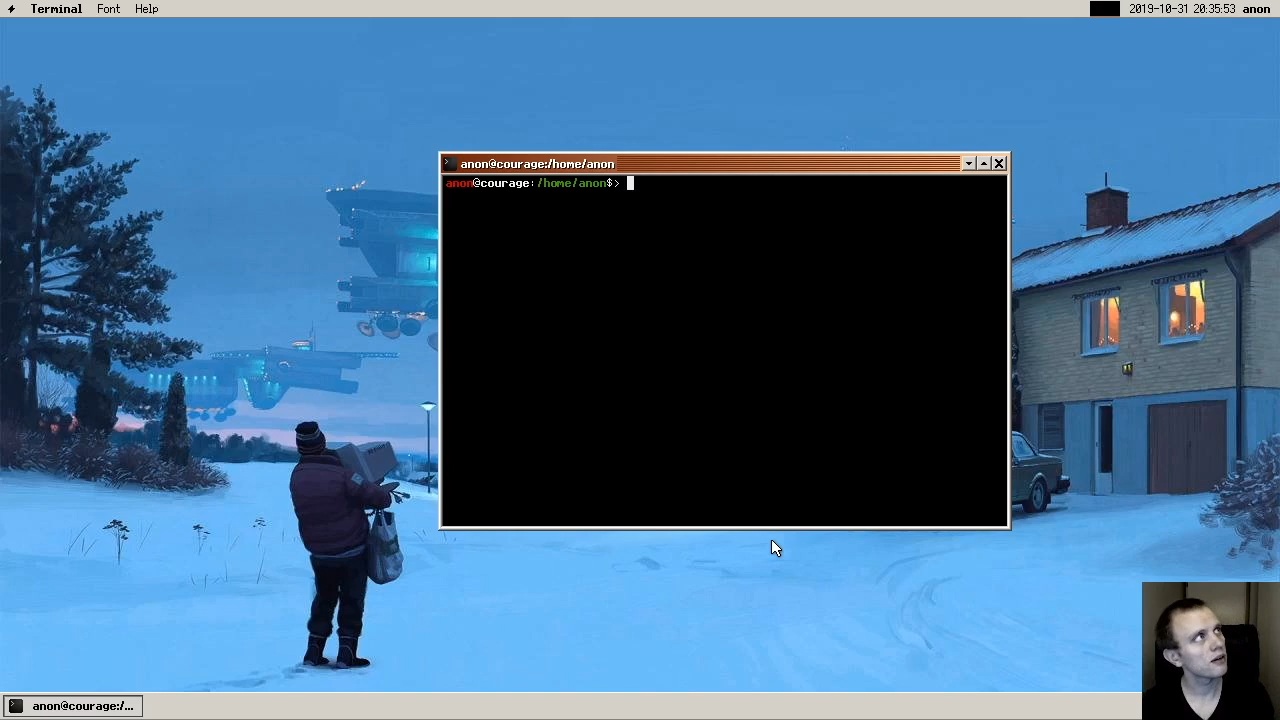 Terminal Font Help
2019-10-31 20:35:53 anon
anon@courage:/home/anon
anon@courage:/home/anon$>
anon@courage:/...